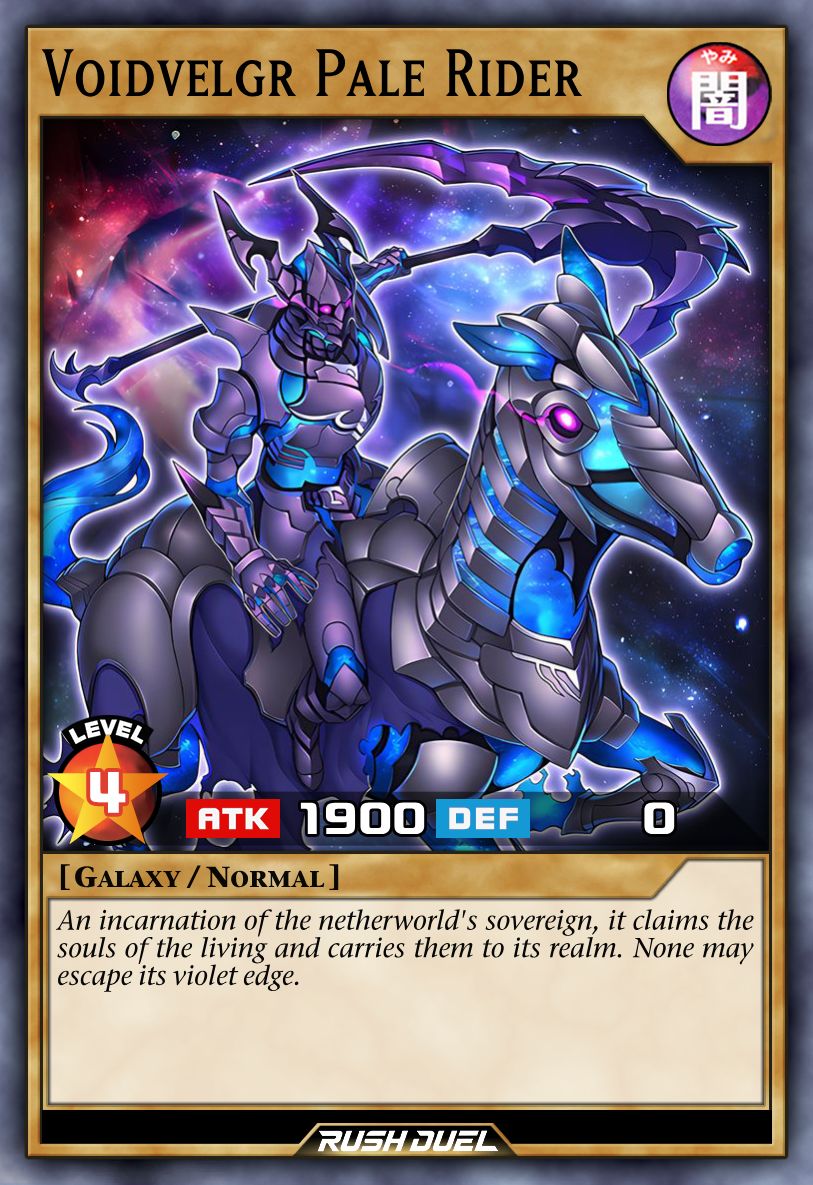 VOIDVELGR PALE RIDER
やみ
闇
LEVEL
4
ATK 1900 DEF 0
[GALAXY / NORMAL]
An incarnation of the netherworld's sovereign, it claims the
souls of the living and carries them to its realm. None may
escape its violet edge.
RUSH DUEL